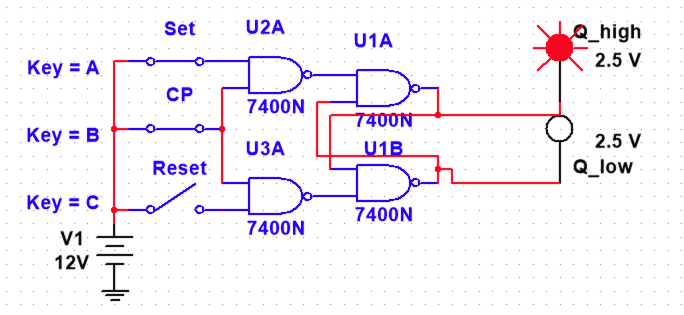 Set
U2A
U1A
Q_high
Key = A
2.5 V
CP
7400N
7400N
Key = B
2.5 V
U3A
U1B
Reset
Q_low
Key = C
7400N
7400N
V1
12V